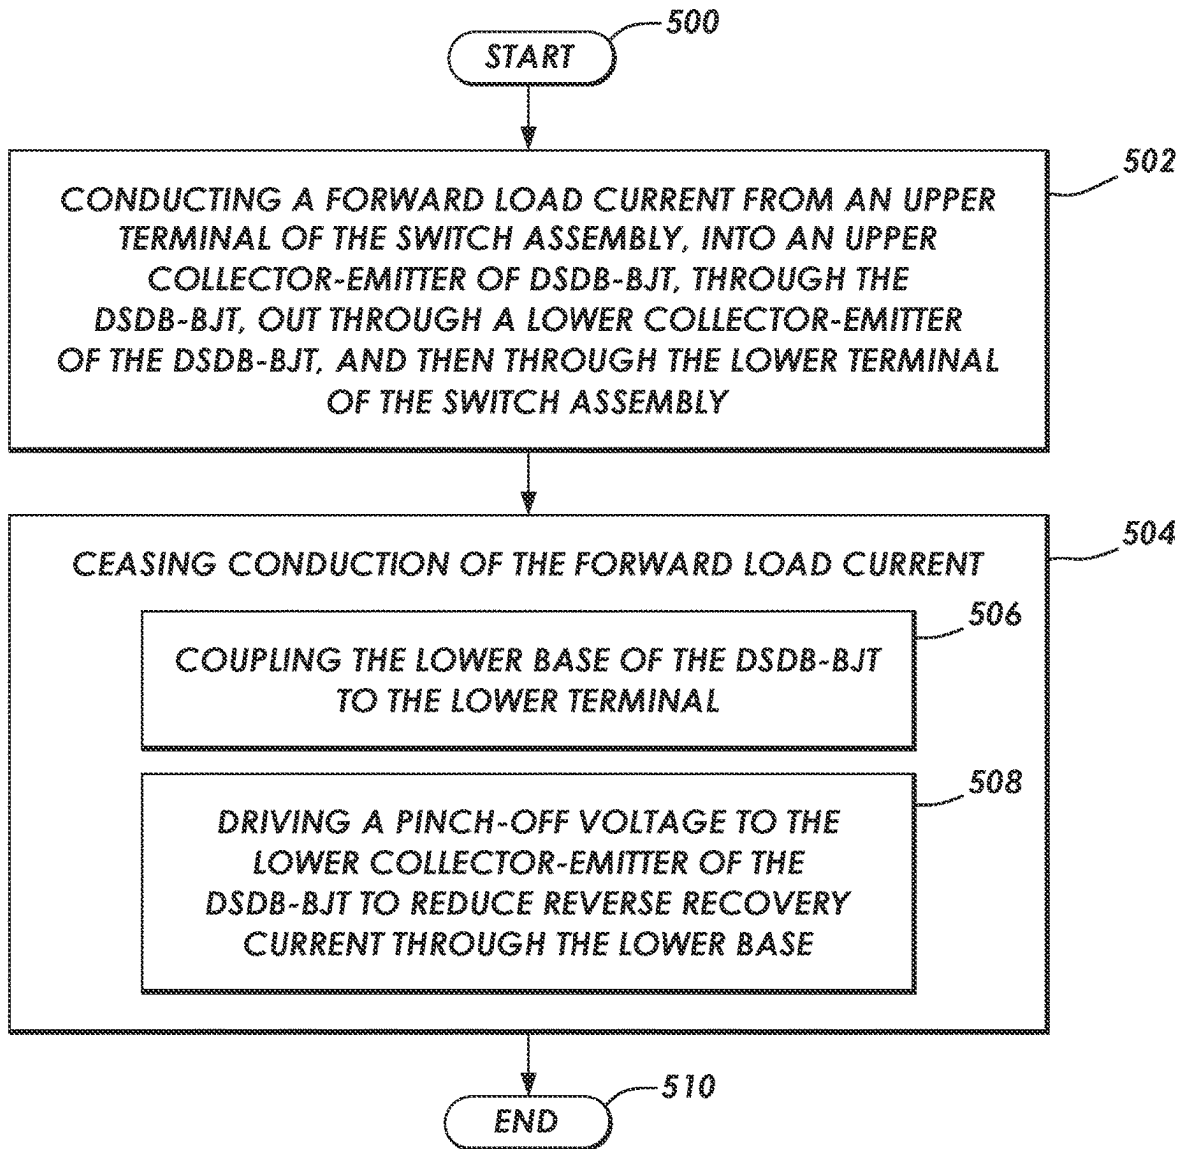 500
START
502
CONDUCTING A FORWARD LOAD CURRENT FROM AN UPPER
TERMINAL OF THE SWITCH ASSEMBLY, INTO AN UPPER
COLLECTOR-EMITTER OF DSDB-BJT, THROUGH THE
DSDB-BJT, OUT THROUGH A LOWER COLLECTOR-EMITTER
OF THE DSDB-BJT, AND THEN THROUGH THE LOWER TERMINAL
OF THE SWITCH ASSEMBLY
504
CEASING CONDUCTION OF THE FORWARD LOAD CURRENT
506
COUPLING THE LOWER BASE OF THE DSDB-BJT
TO THE LOWER TERMINAL
508
DRIVING A PINCH-OFF VOLTAGE TO THE
LOWER COLLECTOR-EMITTER OF THE
DSDB-BJT TO REDUCE REVERSE RECOVERY
CURRENT THROUGH THE LOWER BASE
510
END